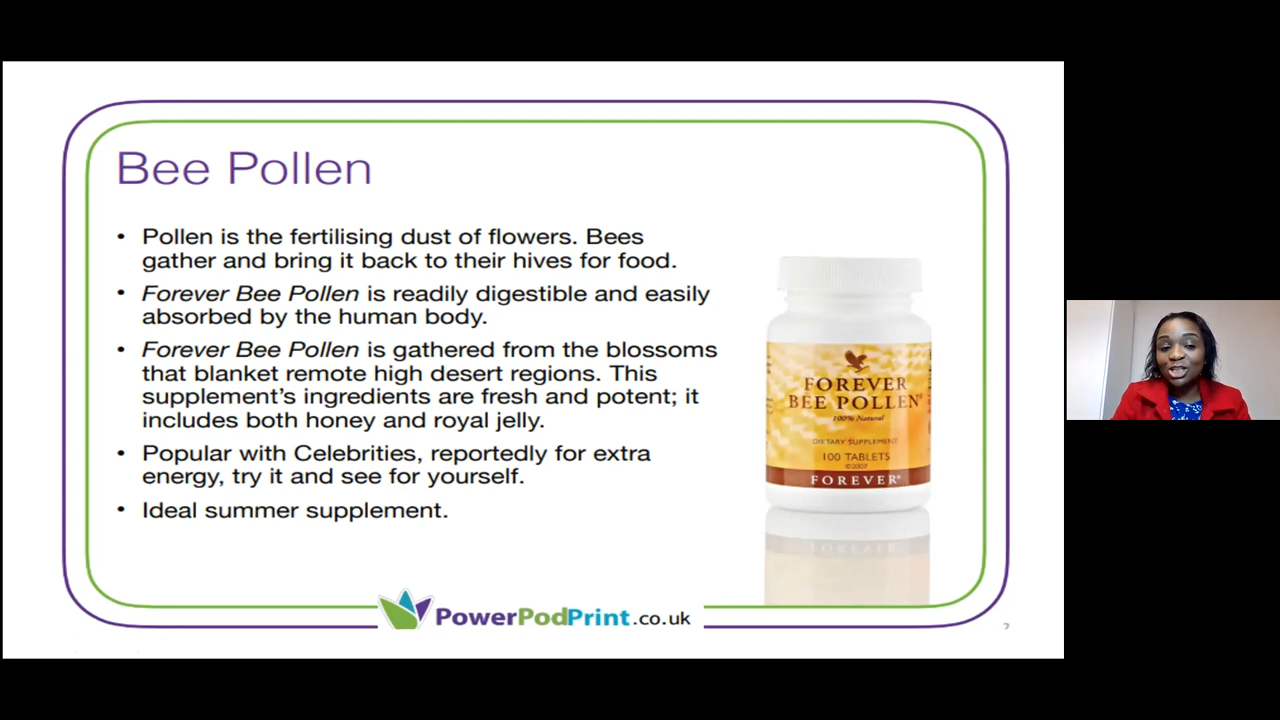 Bee Pollen
• Pollen is the fertilising dust of flowers. Bees
gather and bring it back to their hives for food.
• Forever Bee Pollen is readily digestible and easily
absorbed by the human body.
• Forever Bee Pollen is gathered from the blossoms
that blanket remote high desert regions. This
supplement's ingredients are fresh and potent; it
includes both honey and royal jelly.
• Popular with Celebrities, reportedly for extra
energy, try it and see for yourself.
• Ideal summer supplement.
FOREVER
BEE POLLEN®
100% Natural
DIETARY SUPPLEMENT
100 TABLETS
©2007
FOREVER®
PowerPodPrint.co.uk